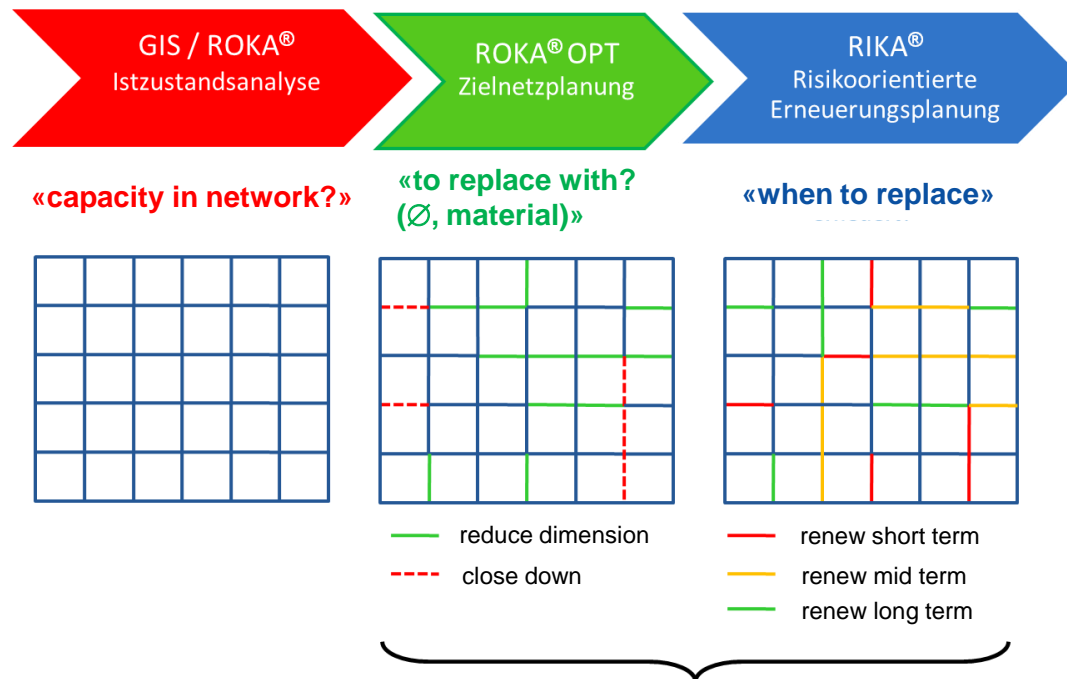 GIS / ROKA®
Istzustandsanalyse
ROKA® OPT
Zielnetzplanung
RIKA®
Risikoorientierte
Erneuerungsplanung
«capacity in network?»
«to replace with?
(∅, material)»
«when to replace»
reduce dimension
close down
renew short term
renew mid term
renew long term